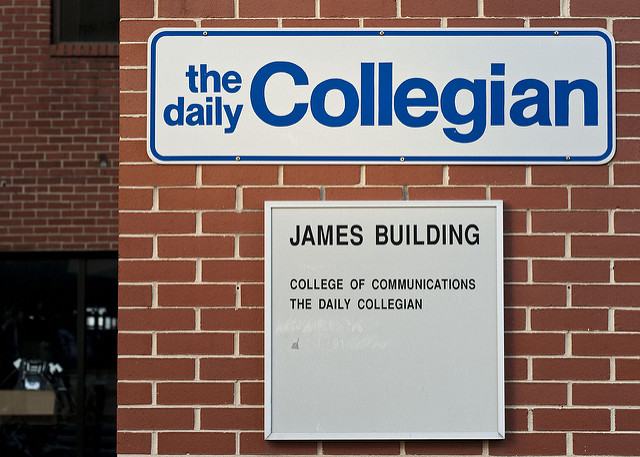 the
daily Collegian
JAMES BUILDING
COLLEGE OF COMMUNICATIONS
THE DAILY COLLEGIAN